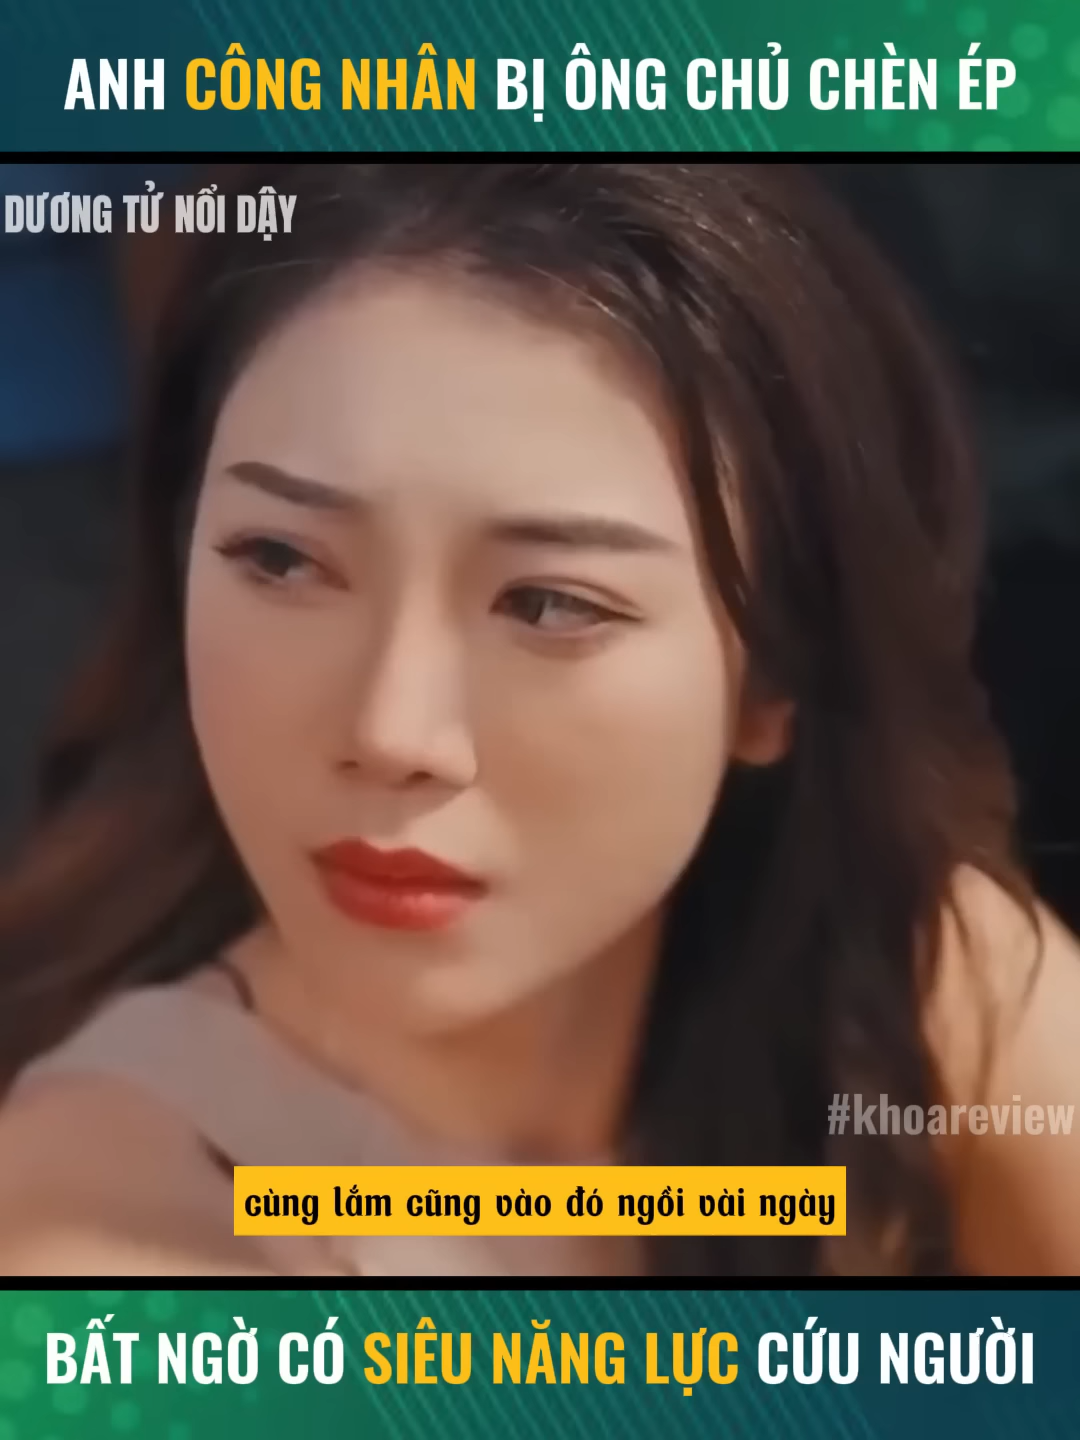 ANH CÔNG NHÂN BỊ ÔNG CHỦ CHÈN ÉP
DƯƠNG TỬ NỔI DẬY
#khoareview
cùng lắm cũng vào đó ngồi vài ngày
BẤT NGỜ CÓ SIÊU NĂNG LỰC CỨU NGƯỜI